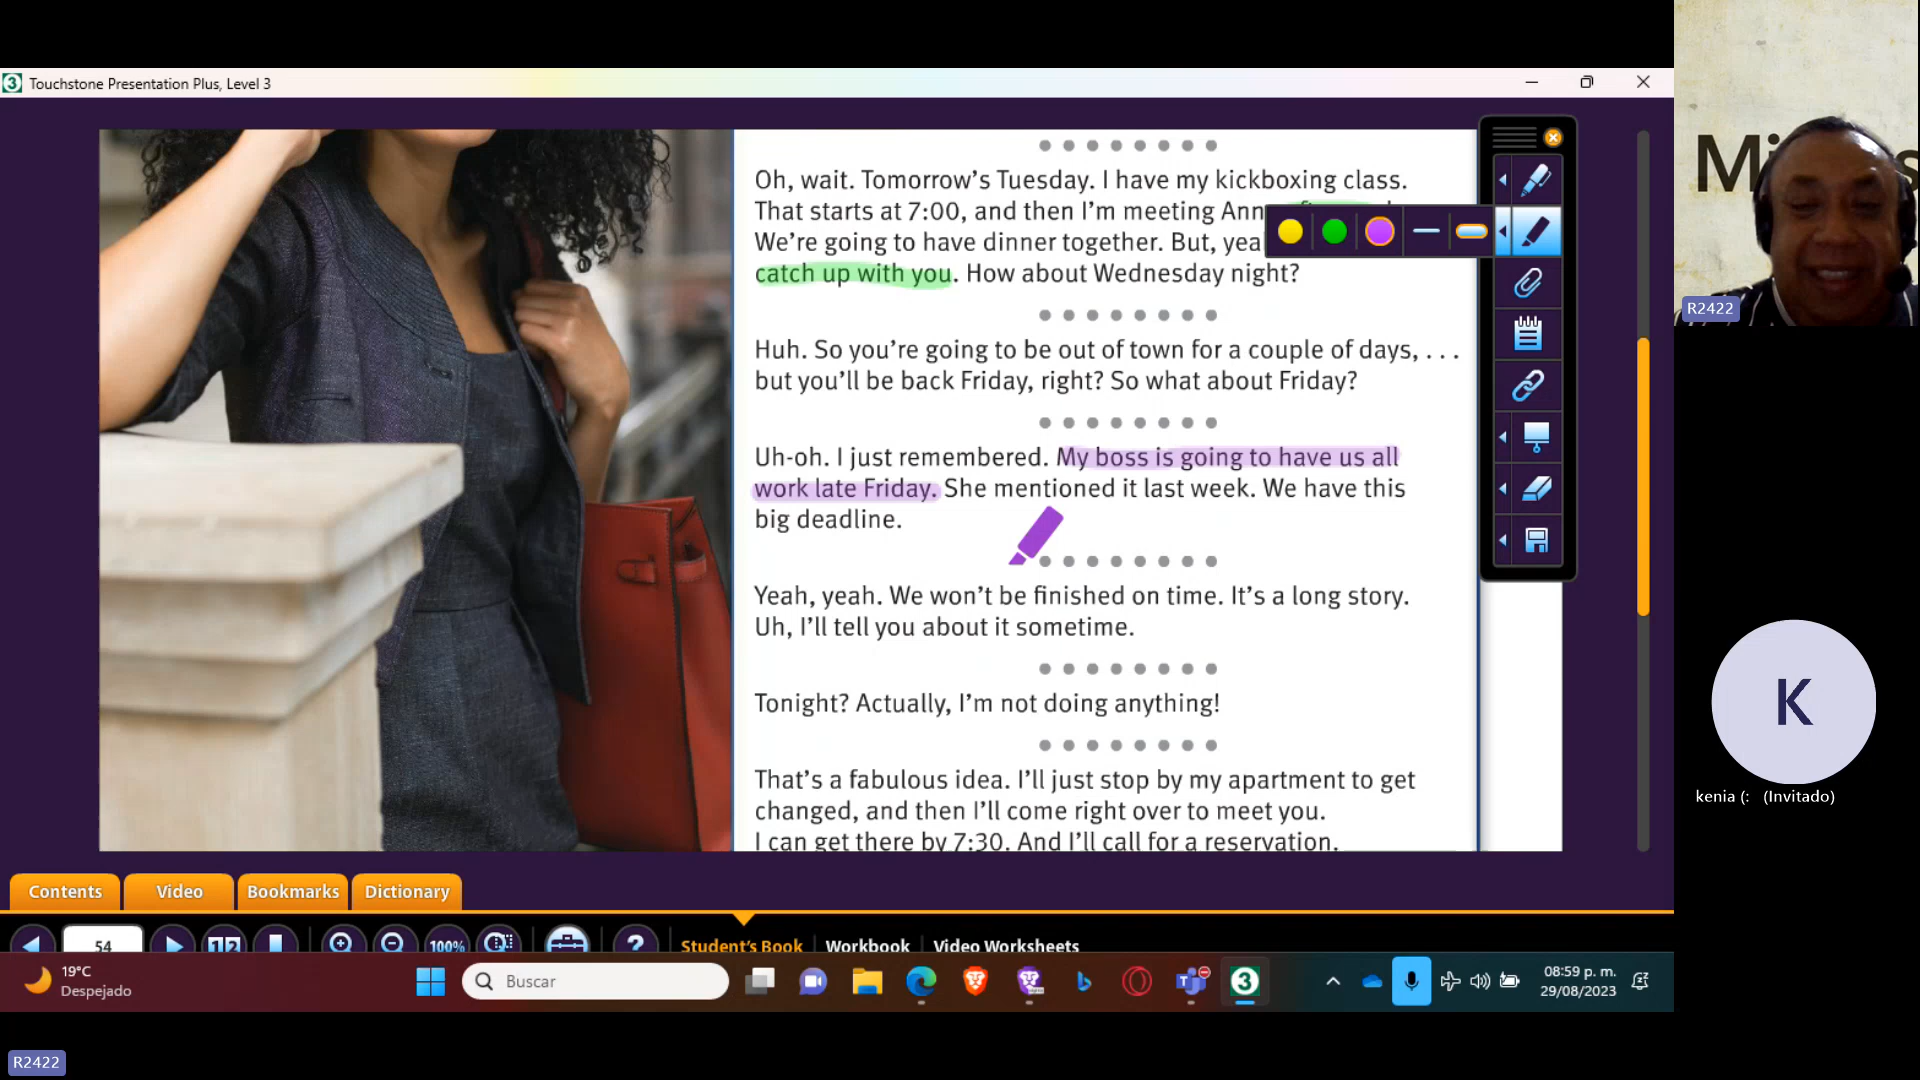 Touchstone Presentation Plus, Level 3
Oh, wait. Tomorrow's Tuesday. I have my kickboxing class.
That starts at 7:00, and then I'm meeting Ann
We're going to have dinner together. But, yea
catch up with you. How about Wednesday night?
Huh. So you're going to be out of town for a couple of days, . . .
but you'll be back Friday, right? So what about Friday?
Uh-oh. I just remembered. My boss is going to have us all
work late Friday. She mentioned it last week. We have this
big deadline.
Yeah, yeah. We won't be finished on time. It's a long story.
Uh, I'll tell you about it sometime.
Tonight? Actually, I'm not doing anything!
That's a fabulous idea. I'll just stop by my apartment to get
changed, and then I'll come right over to meet you.
I can get there by 7:30. And I'll call for a reservation.
Contents Video Bookmarks Dictionary
54 12 100% ? Student's Book Workbook Video Worksheets
19°C
Despejado
Buscar
3
08:59 p. m.
29/08/2023
R2422
K
kenia (: (Invitado)
R2422